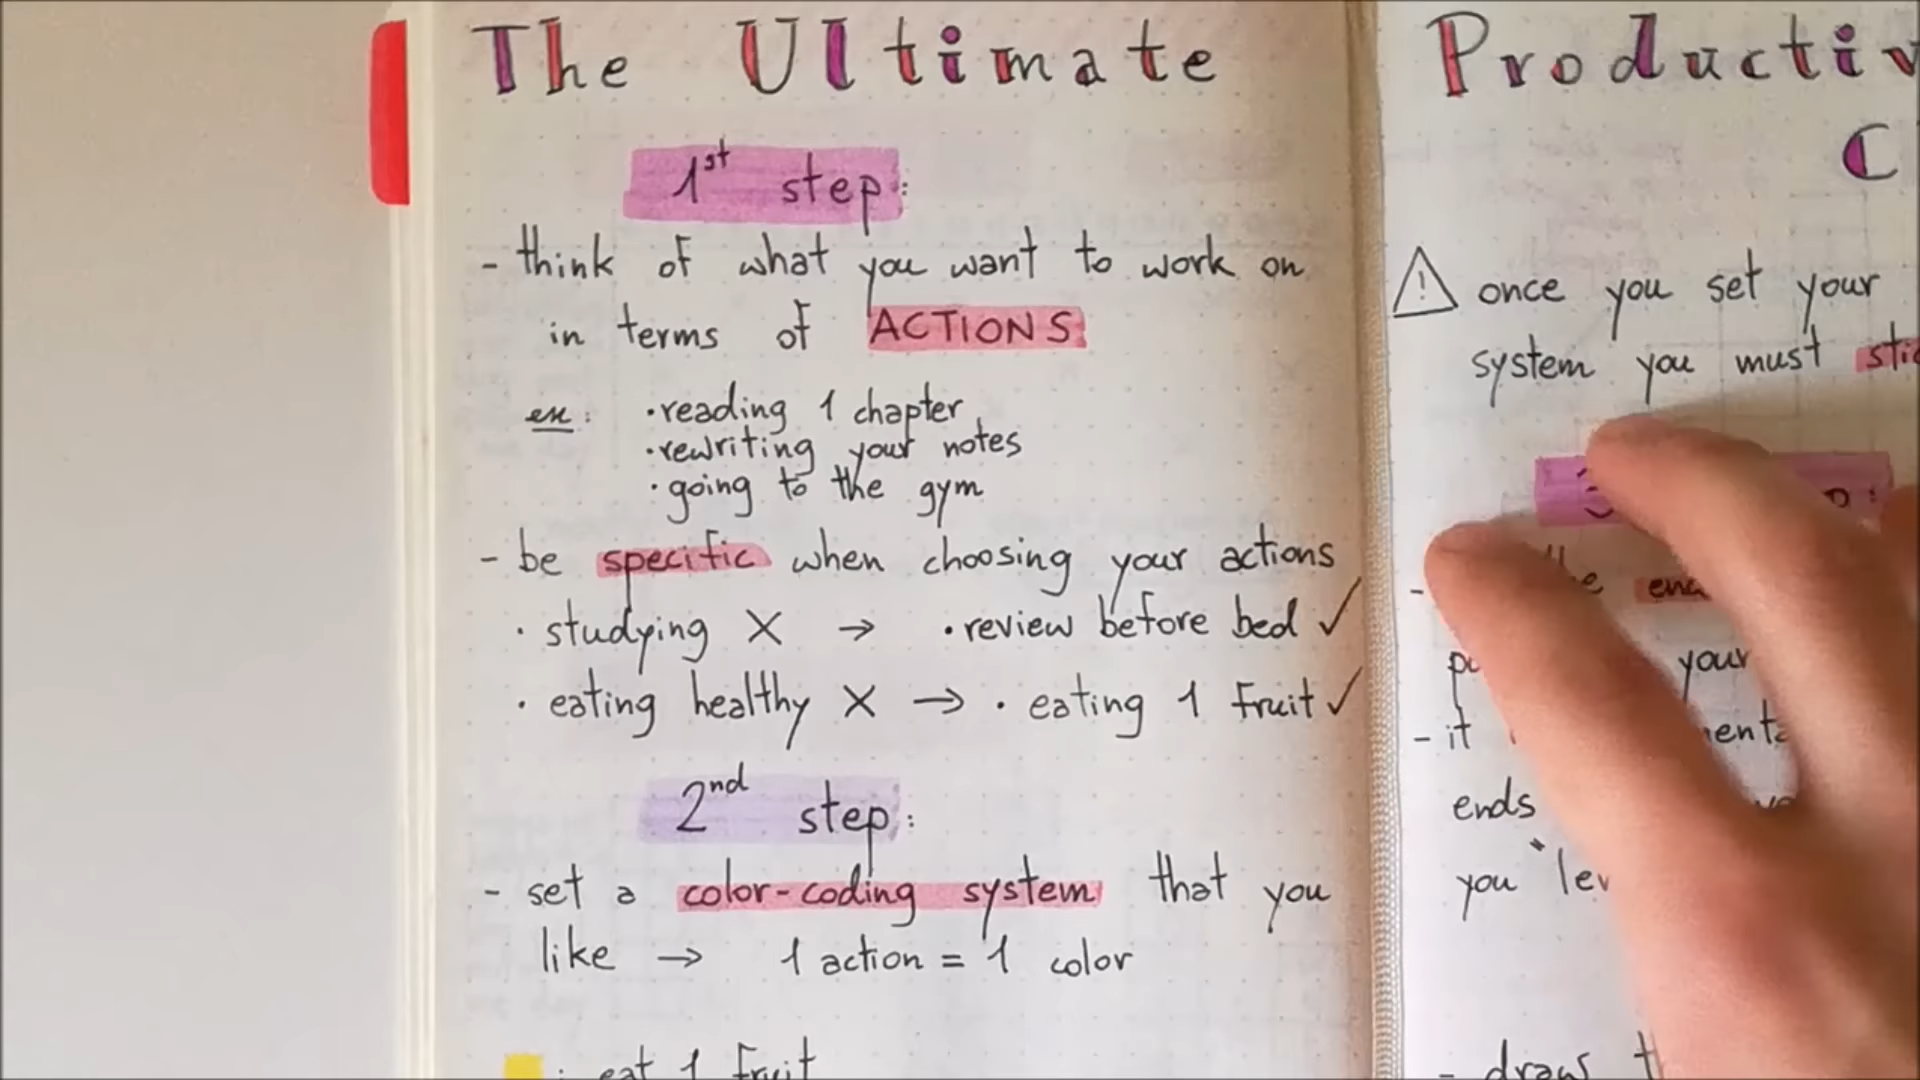 The Ultimate
1st step:
- think of what you want to work on
in terms of ACTIONS
ex: • reading 1 chapter
• rewriting your notes
• going to the gym
- be specific when choosing your actions
• studying X → • review before bed ✓
• eating healthy X → • eating 1 fruit ✓
2nd step:
- set a color-coding system that you
like → 1 action = 1 color
: eat 1 fruit
Productiv
C
⚠ once you set your
system you must
your
- it
ends
you
- draws